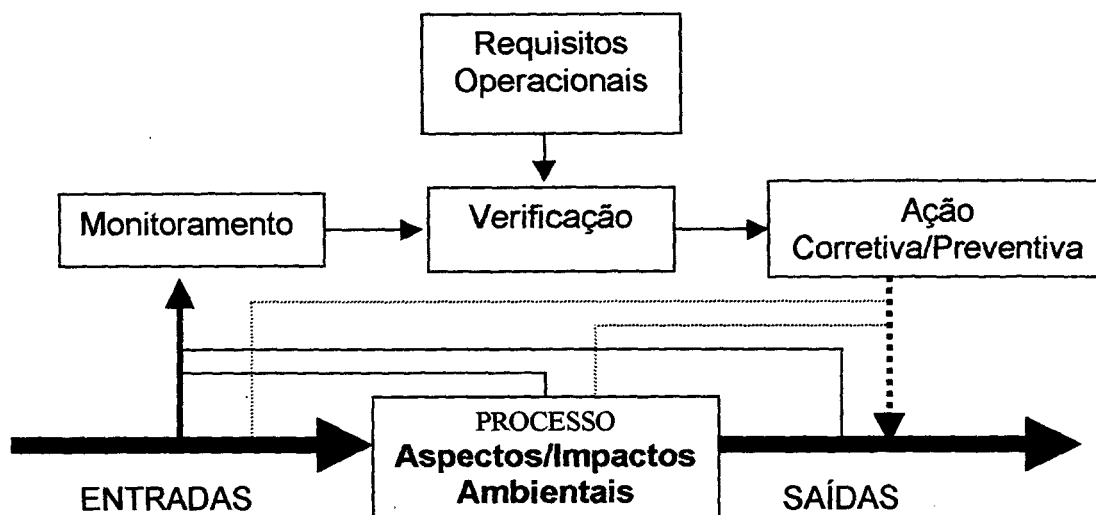 Requisitos
Operacionais
Monitoramento
Verificação
Ação
Corretiva/Preventiva
PROCESSO
Aspectos/Impactos
Ambientais
ENTRADAS
SAÍDAS